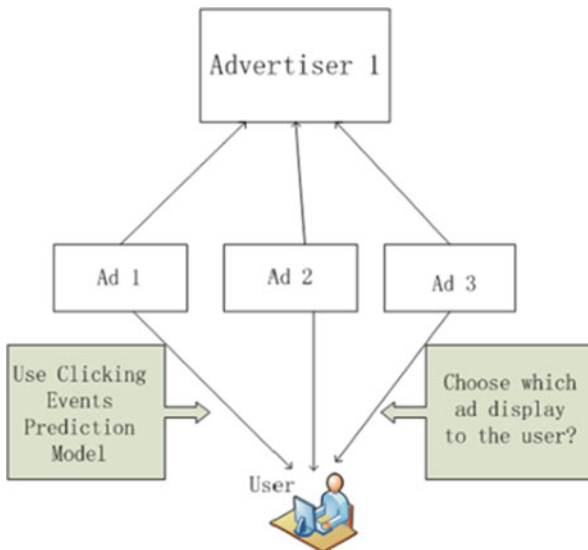 Advertiser 1
Ad 1
Ad 2
Ad 3
Use Clicking
Events
Prediction
Model
Choose which
ad display
to the user?
User